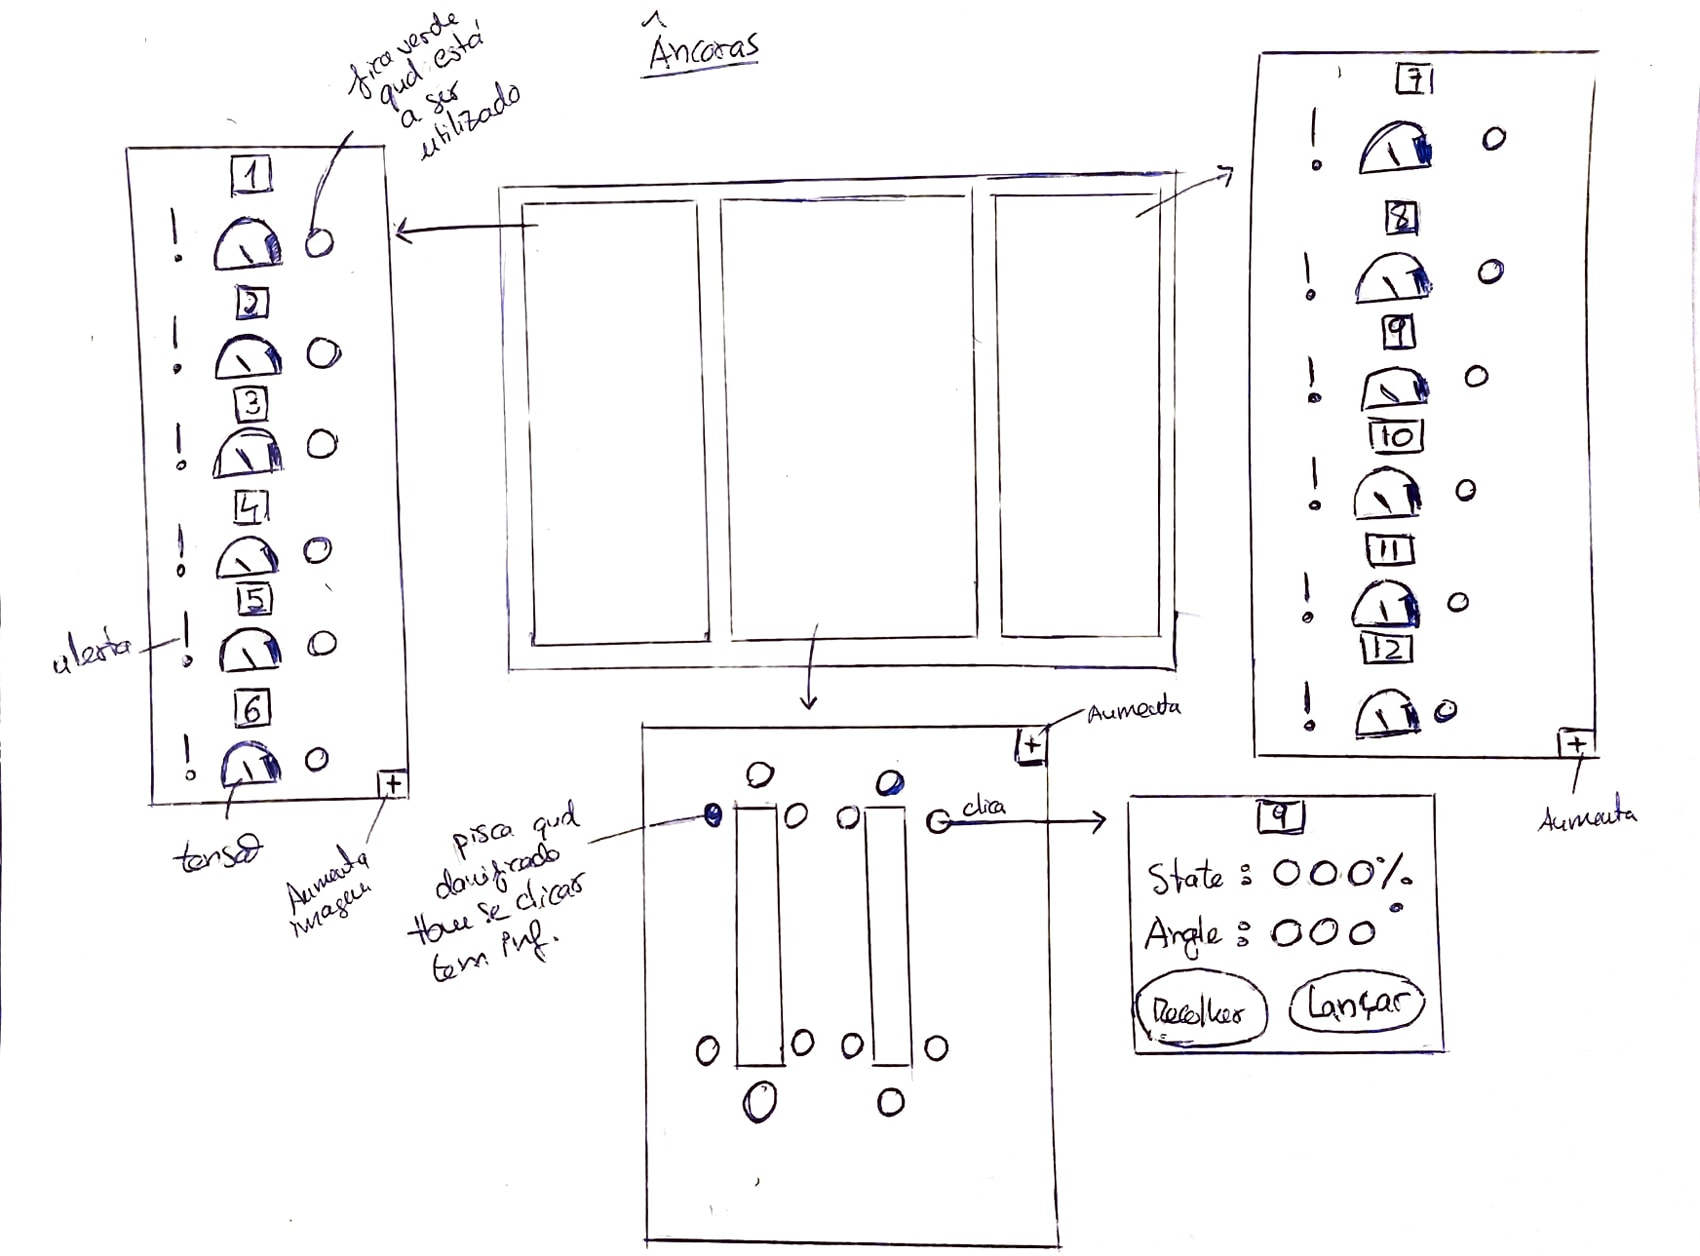 Âncoras
fica verde
qud está
a ser
utilizado
1
!
2
!
3
!
4
!
5
!
alerta
6
!
+
tensão
Aumenta
imagem
7
!
8
!
9
!
10
!
11
!
12
!
+
Aumenta
+
Aumenta
clica
pisca qud
danificado
se clicar
tem inf.
9
State : 000%
Angle : 000°
Recolher
Lançar